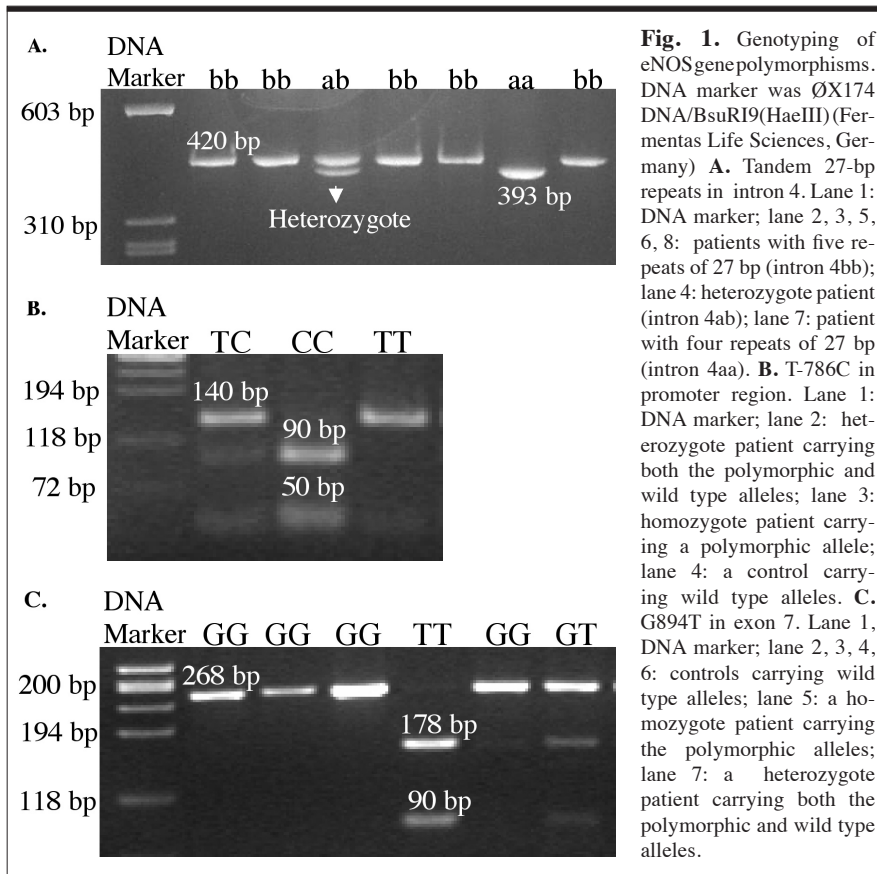 A. DNA
Marker bb bb ab bb bb aa bb
603 bp
420 bp
393 bp
Heterozygote
310 bp
B. DNA
Marker TC CC TT
194 bp
140 bp
118 bp
90 bp
72 bp
50 bp
C. DNA
Marker GG GG GG TT GG GT
200 bp
268 bp
194 bp
178 bp
118 bp
90 bp
Fig. 1. Genotyping of
eNOS gene polymorphisms.
DNA marker was ØX174
DNA/BsuRI9(HaeIII) (Fer-
mentas Life Sciences, Ger-
many) A. Tandem 27-bp
repeats in intron 4. Lane 1:
DNA marker; lane 2, 3, 5,
6, 8: patients with five re-
peats of 27 bp (intron 4bb);
lane 4: heterozygote patient
(intron 4ab); lane 7: patient
with four repeats of 27 bp
(intron 4aa). B. T-786C in
promoter region. Lane 1:
DNA marker; lane 2: het-
erozygote patient carrying
both the polymorphic and
wild type alleles; lane 3:
homozygote patient carry-
ing a polymorphic allele;
lane 4: a control carry-
ing wild type alleles. C.
G894T in exon 7. Lane 1,
DNA marker; lane 2, 3, 4,
6: controls carrying wild
type alleles; lane 5: a ho-
mozygote patient carrying
the polymorphic alleles;
lane 7: a heterozygote
patient carrying both the
polymorphic and wild type
alleles.